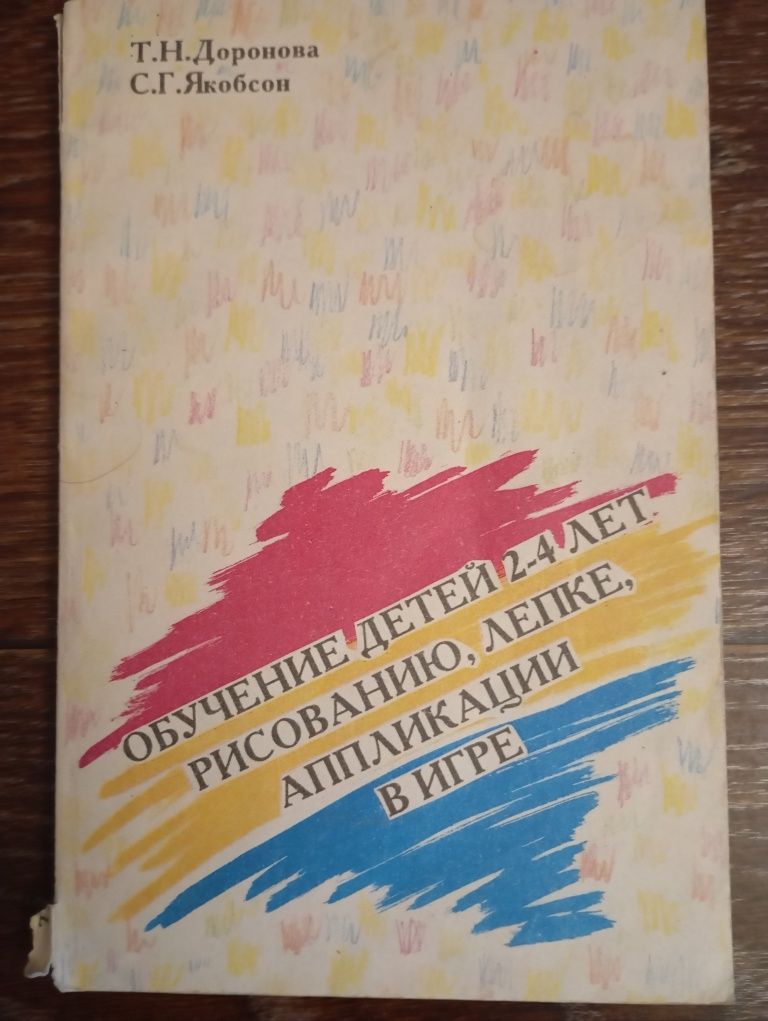 Т.Н.Доронова
С.Г.Якобсон
ОБУЧЕНИЕ ДЕТЕЙ 2-4 ЛЕТ
РИСОВАНИЮ, ЛЕПКЕ,
АППЛИКАЦИИ
В ИГРЕ